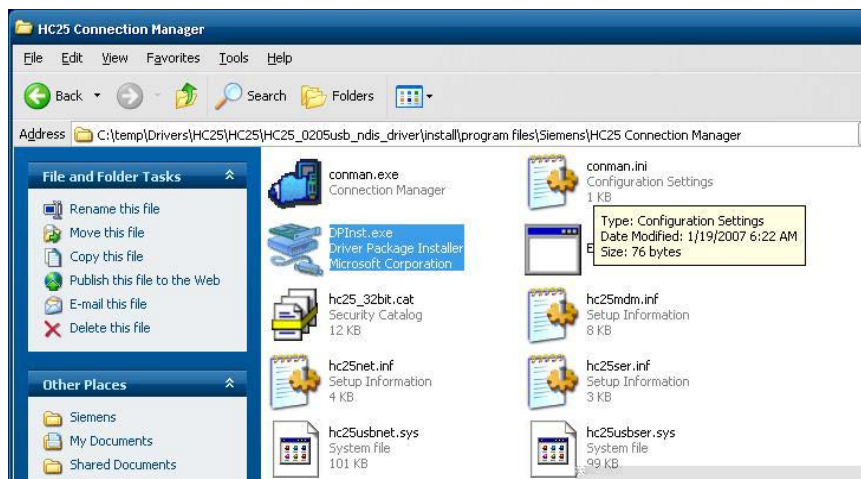 HC25 Connection Manager
File Edit View Favorites Tools Help
Back Search Folders
Address C:\temp\Drivers\HC25\HC25\HC25_0205usb_ndis_driver\install\program files\Siemens\HC25 Connection Manager
File and Folder Tasks
Rename this file
Move this file
Copy this file
Publish this file to the Web
E-mail this file
Delete this file
Other Places
Siemens
My Documents
Shared Documents
conman.exe
Connection Manager
conman.ini
Configuration Settings
1 KB
Type: Configuration Settings
Date Modified: 1/19/2007 6:22 AM
Size: 76 bytes
DPInst.exe
Driver Package Installer
Microsoft Corporation
hc25_32bit.cat
Security Catalog
12 KB
hc25mdm.inf
Setup Information
8 KB
hc25net.inf
Setup Information
4 KB
hc25ser.inf
Setup Information
3 KB
hc25usbnet.sys
System file
101 KB
hc25usbser.sys
System file
99 KB